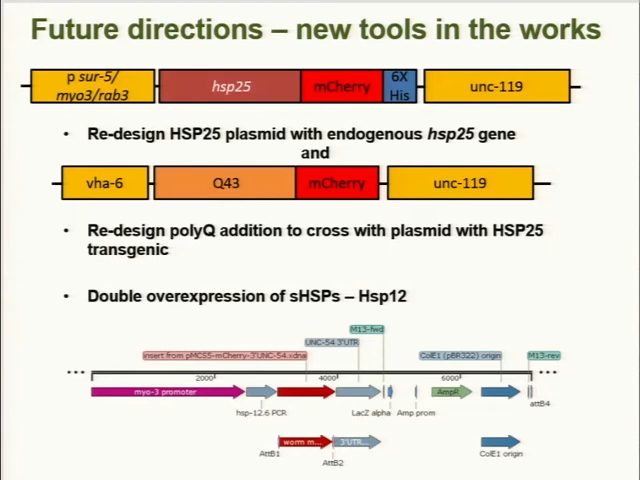 Future directions – new tools in the works
p sur-5/
myo3/rab3
hsp25
mCherry
6X
His
unc-119
• Re-design HSP25 plasmid with endogenous hsp25 gene
and
vha-6
Q43
mCherry
unc-119
• Re-design polyQ addition to cross with plasmid with HSP25
transgenic
• Double overexpression of sHSPs – Hsp12
M13-fwd
UNC-54 3'UTR
insert from pMCS5-mCherry-3'UNC-54.xdna
ColE1 (pBR322) origin
M13-rev
2000
4000
6000
myo-3 promoter
AmpR
hsp-12.6 PCR
LacZ alpha
Amp prom
attB4
worm m...
3'UTR...
AttB1
AttB2
ColE1 origin